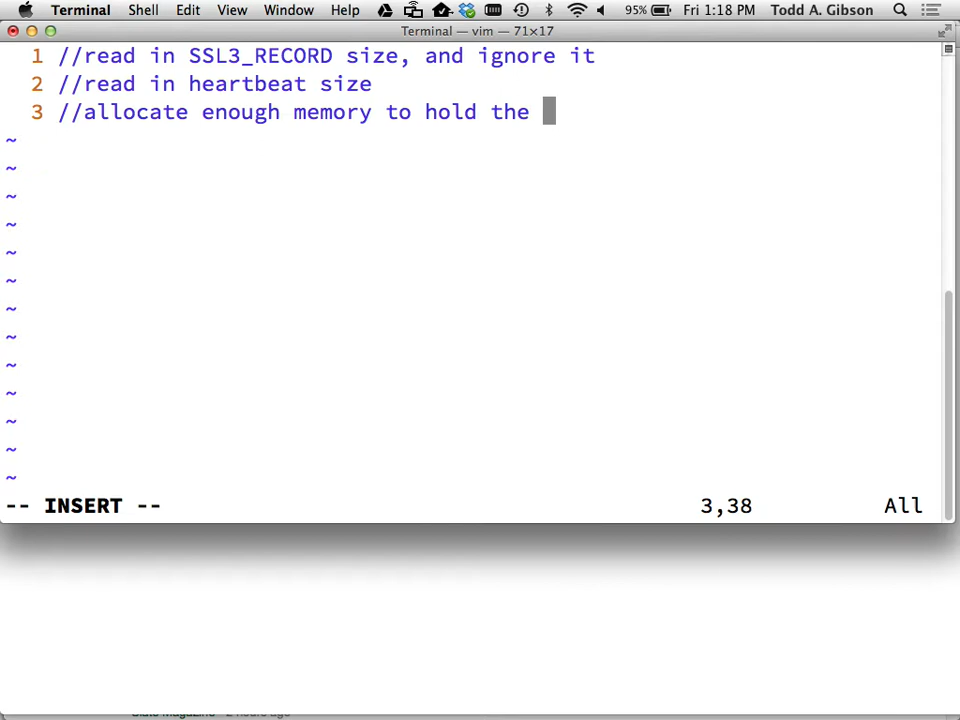 Terminal Shell Edit View Window Help 95% Fri 1:18 PM Todd A. Gibson
Terminal — vim — 71×17
1 //read in SSL3_RECORD size, and ignore it
2 //read in heartbeat size
3 //allocate enough memory to hold the
~
~
~
~
~
~
~
~
~
~
~
~
~
-- INSERT -- 3,38 All